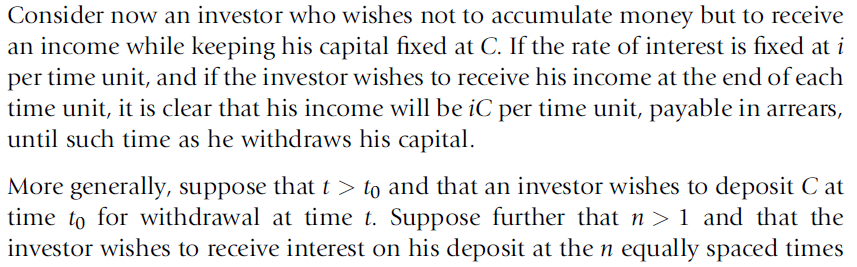 Consider now an investor who wishes not to accumulate money but to receive
an income while keeping his capital fixed at C. If the rate of interest is fixed at i
per time unit, and if the investor wishes to receive his income at the end of each
time unit, it is clear that his income will be iC per time unit, payable in arrears,
until such time as he withdraws his capital.
More generally, suppose that t > t₀ and that an investor wishes to deposit C at
time t₀ for withdrawal at time t. Suppose further that n > 1 and that the
investor wishes to receive interest on his deposit at the n equally spaced times